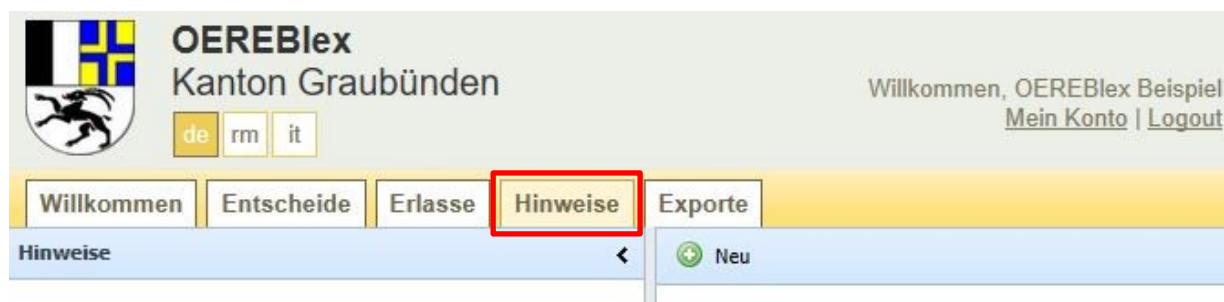 OEREBlex
Kanton Graubünden
de rm it
Willkommen, OEREBlex Beispiel
Mein Konto | Logout
Willkommen Entscheide Erlasse Hinweise Exporte
Hinweise
Neu